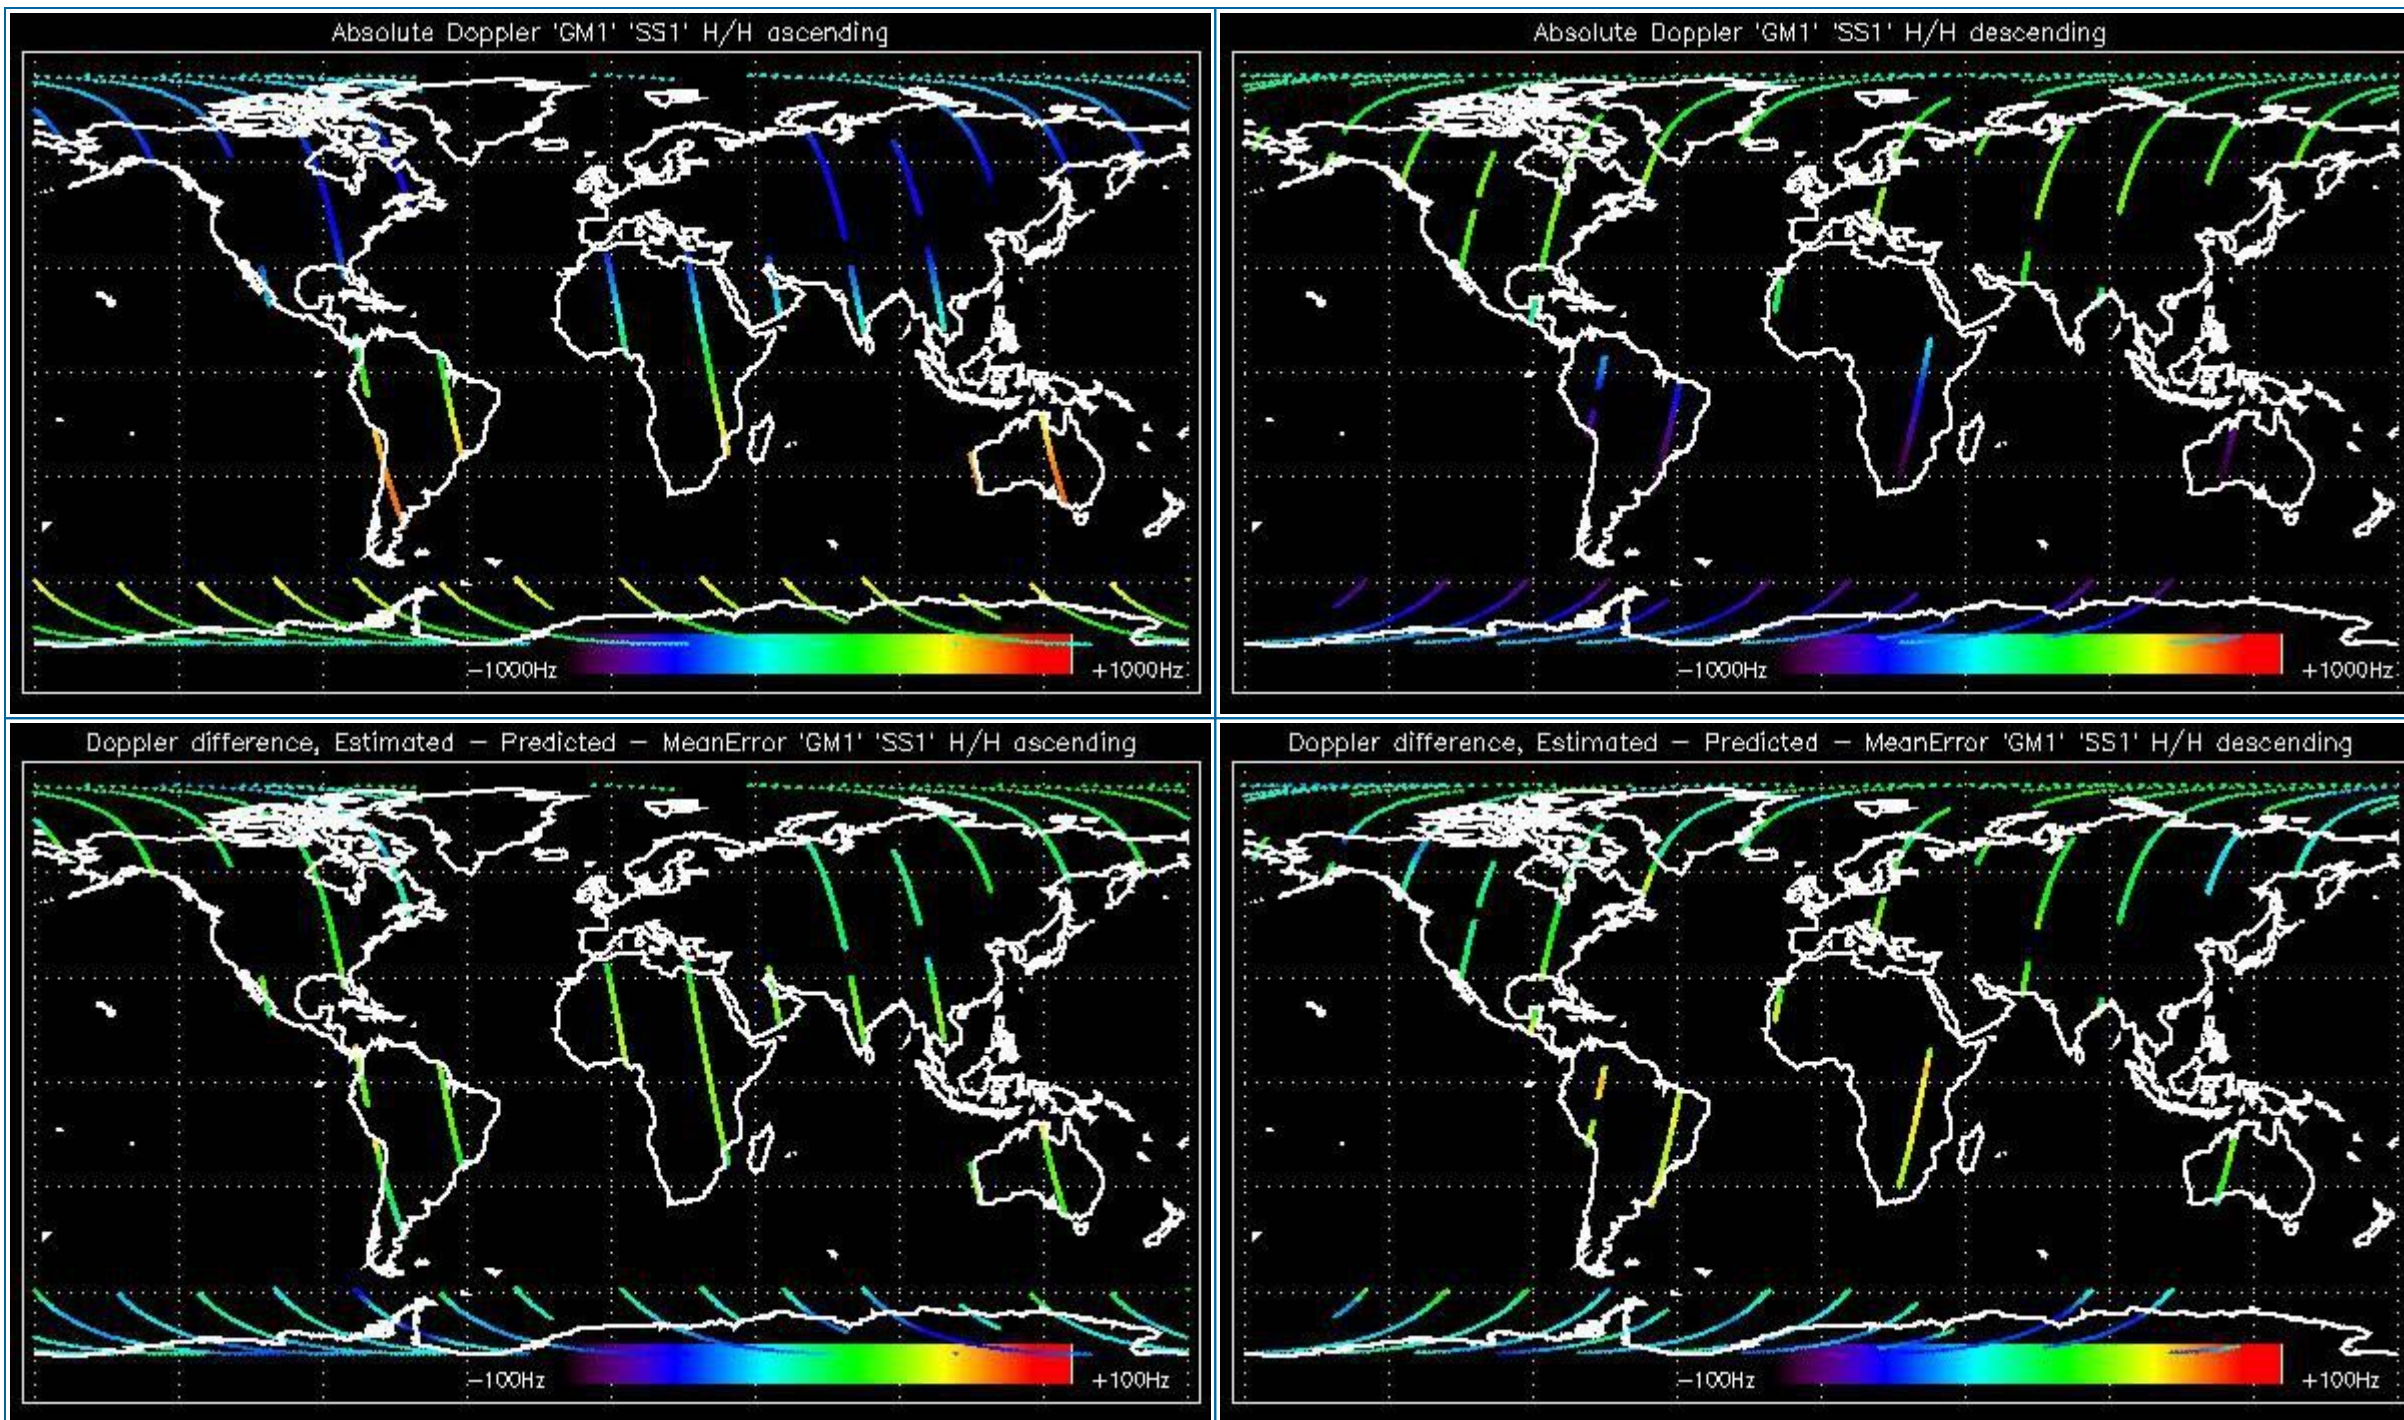 Absolute Doppler 'GM1' 'SS1' H/H ascending
−1000Hz +1000Hz
Absolute Doppler 'GM1' 'SS1' H/H descending
−1000Hz +1000Hz
Doppler difference, Estimated − Predicted − MeanError 'GM1' 'SS1' H/H ascending
−100Hz +100Hz
Doppler difference, Estimated − Predicted − MeanError 'GM1' 'SS1' H/H descending
−100Hz +100Hz